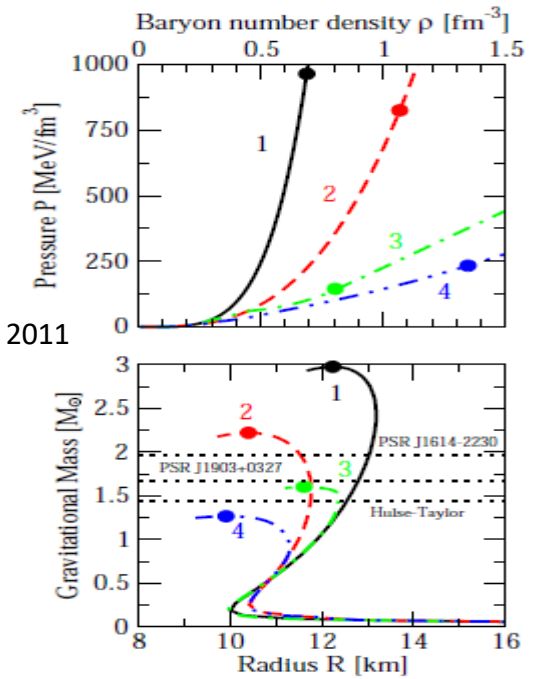 Baryon number density ρ [fm⁻³]
0 0.5 1 1.5
1000
750
500
250
0
Pressure P [MeV/fm³]
1
2
3
4
2011
3
2.5
2
1.5
1
0.5
0
Gravitational Mass [M⊙]
1
2
PSR J1614-2230
PSR J1903+0327
3
Hulse-Taylor
4
8 10 12 14 16
Radius R [km]